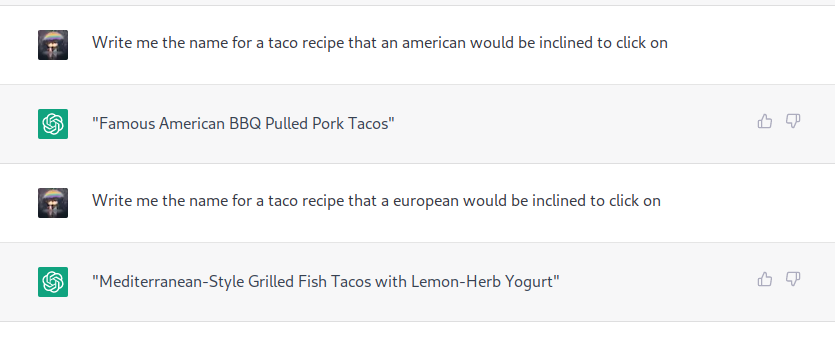 Write me the name for a taco recipe that an american would be inclined to click on
"Famous American BBQ Pulled Pork Tacos"
Write me the name for a taco recipe that a european would be inclined to click on
"Mediterranean-Style Grilled Fish Tacos with Lemon-Herb Yogurt"